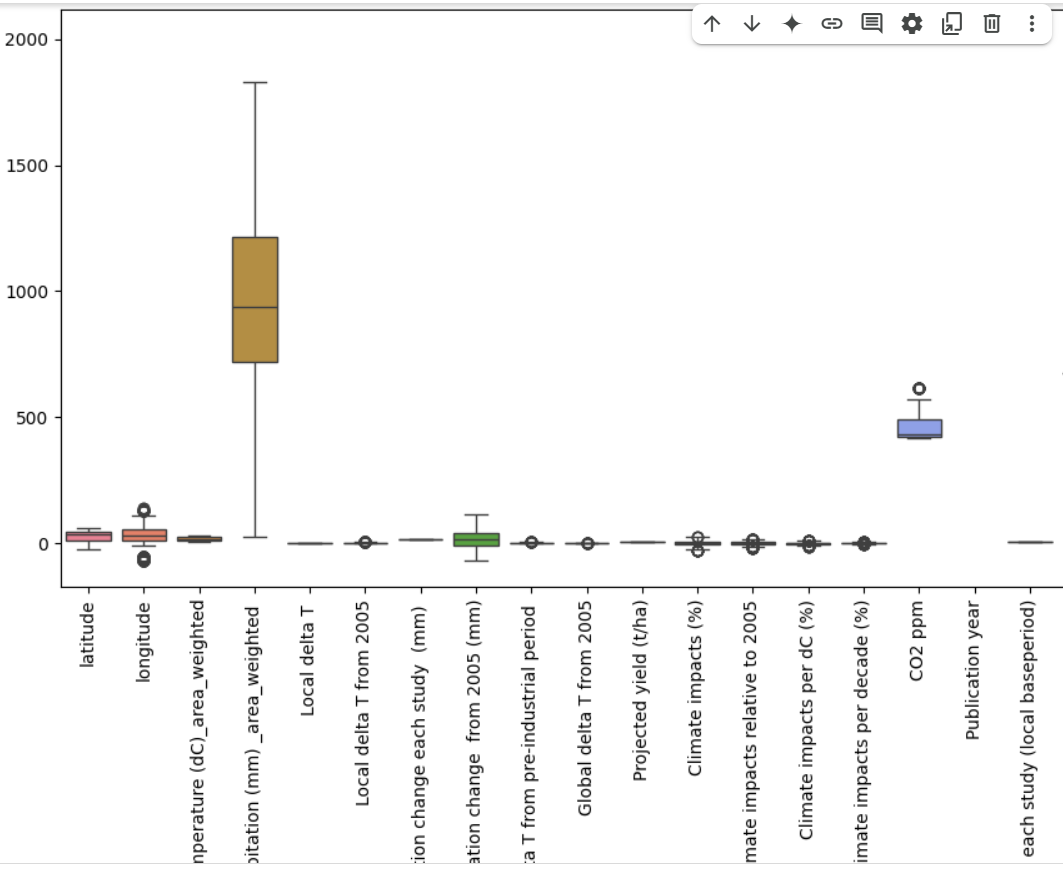 2000
1500
1000
500
0
latitude
longitude
nperature (dC)_area_weighted
pitation (mm) _area_weighted
Local delta T
Local delta T from 2005
ion change each study  (mm)
ation change  from 2005 (mm)
a T from pre-industrial period
Global delta T from 2005
Projected yield (t/ha)
Climate impacts (%)
mate impacts relative to 2005
Climate impacts per dC (%)
imate impacts per decade (%)
CO2 ppm
Publication year
each study (local baseperiod)